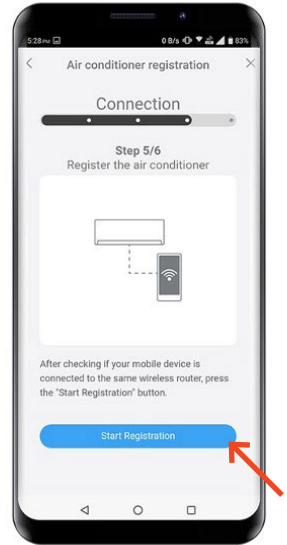 5:28 PM 0 B/s 83%
Air conditioner registration
Connection
Step 5/6
Register the air conditioner
After checking if your mobile device is
connected to the same wireless router, press
the "Start Registration" button.
Start Registration